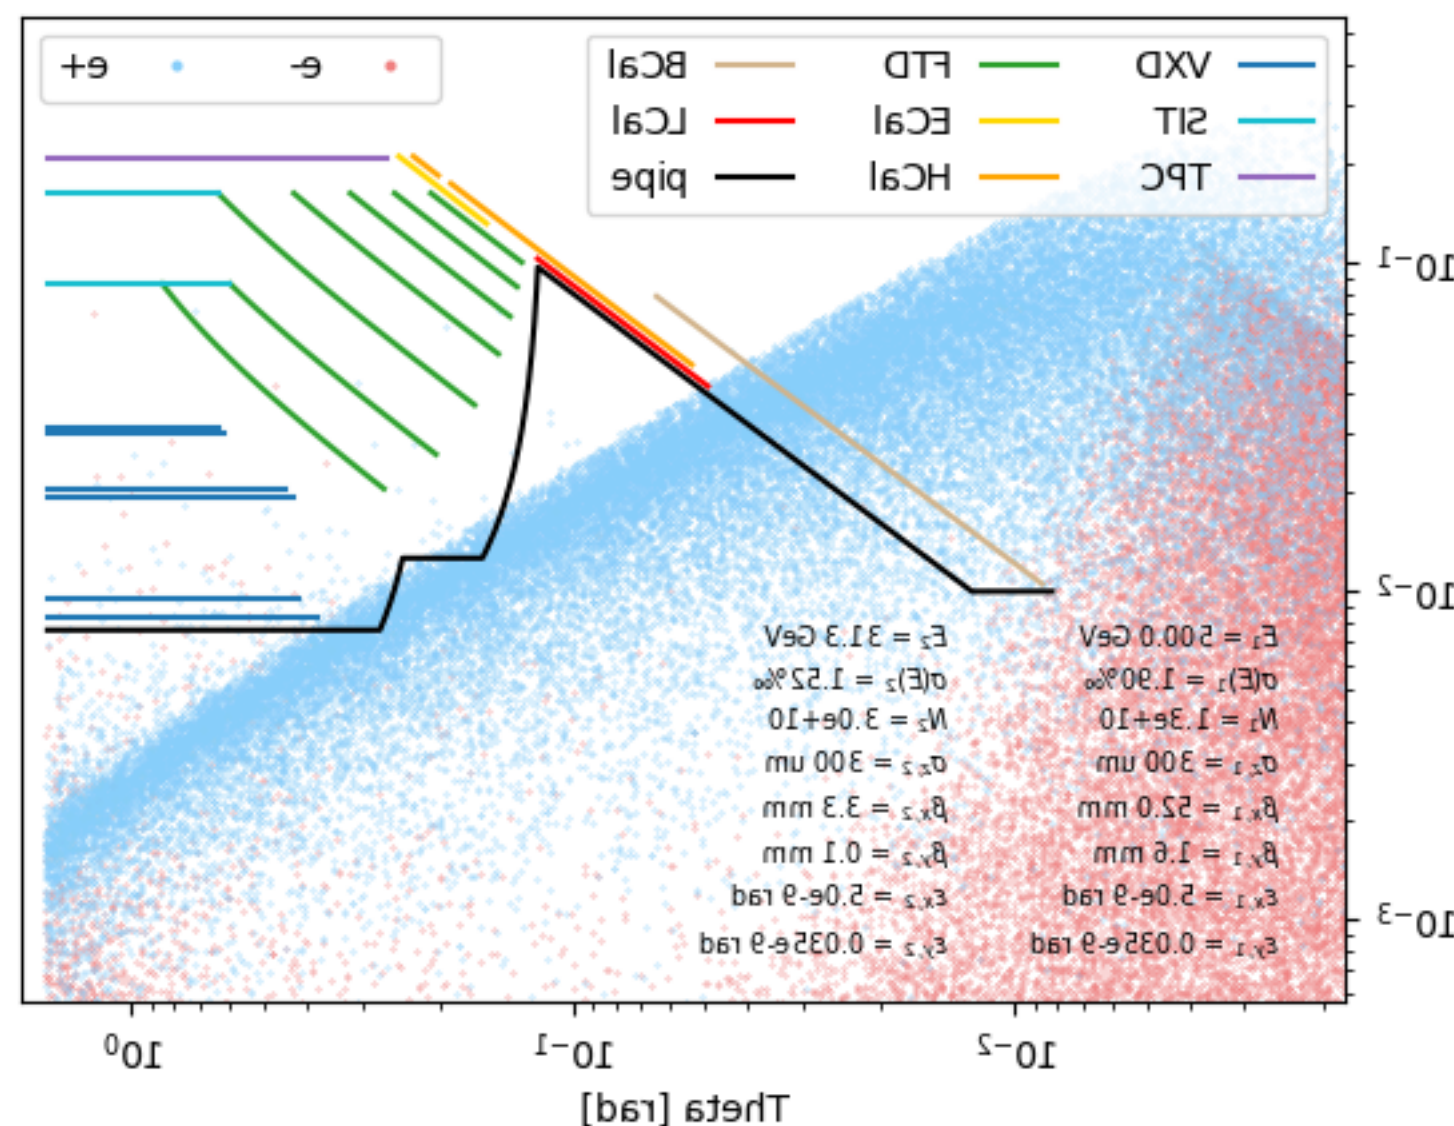 VXD
SIT
TPC
FTD
ECal
HCal
BCal
LCal
pipe
e-
e+
10⁻¹
10⁻²
10⁻³
E₁ = 500.0 GeV
σ(E)₁ = 1.90‰
N₁ = 1.3e+10
σz,1 = 300 um
βx,1 = 52.0 mm
βy,1 = 1.6 mm
εx,1 = 5.0e-9 rad
εy,1 = 0.035e-9 rad
E₂ = 31.3 GeV
σ(E)₂ = 1.52‰
N₂ = 3.0e+10
σz,2 = 300 um
βx,2 = 3.3 mm
βy,2 = 0.1 mm
εx,2 = 5.0e-9 rad
εy,2 = 0.035e-9 rad
10⁻² 10⁻¹ 10⁰
Theta [rad]